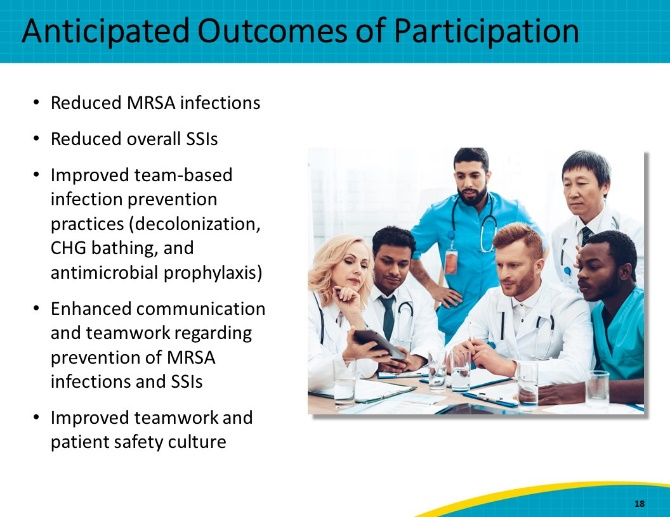 Anticipated Outcomes of Participation
• Reduced MRSA infections
• Reduced overall SSIs
• Improved team-based
infection prevention
practices (decolonization,
CHG bathing, and
antimicrobial prophylaxis)
• Enhanced communication
and teamwork regarding
prevention of MRSA
infections and SSIs
• Improved teamwork and
patient safety culture
18